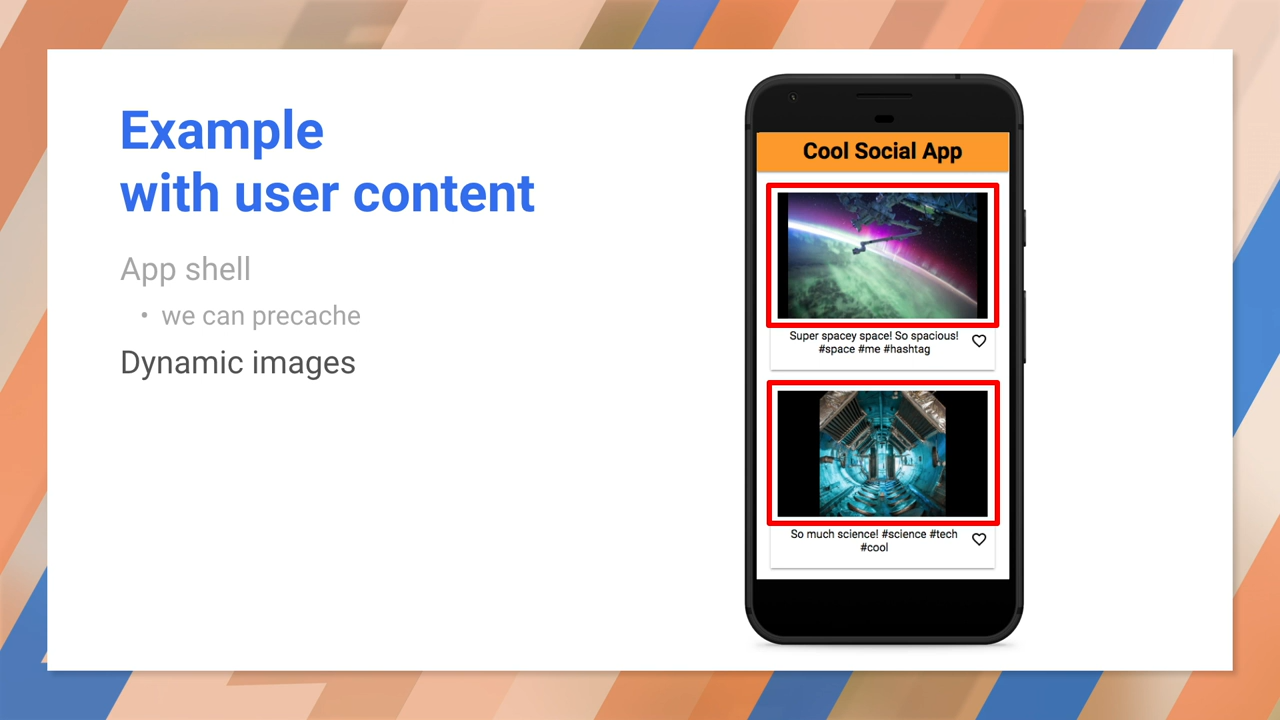 Example
with user content
App shell
• we can precache
Dynamic images
Cool Social App
Super spacey space! So spacious!
#space #me #hashtag
So much science! #science #tech
#cool